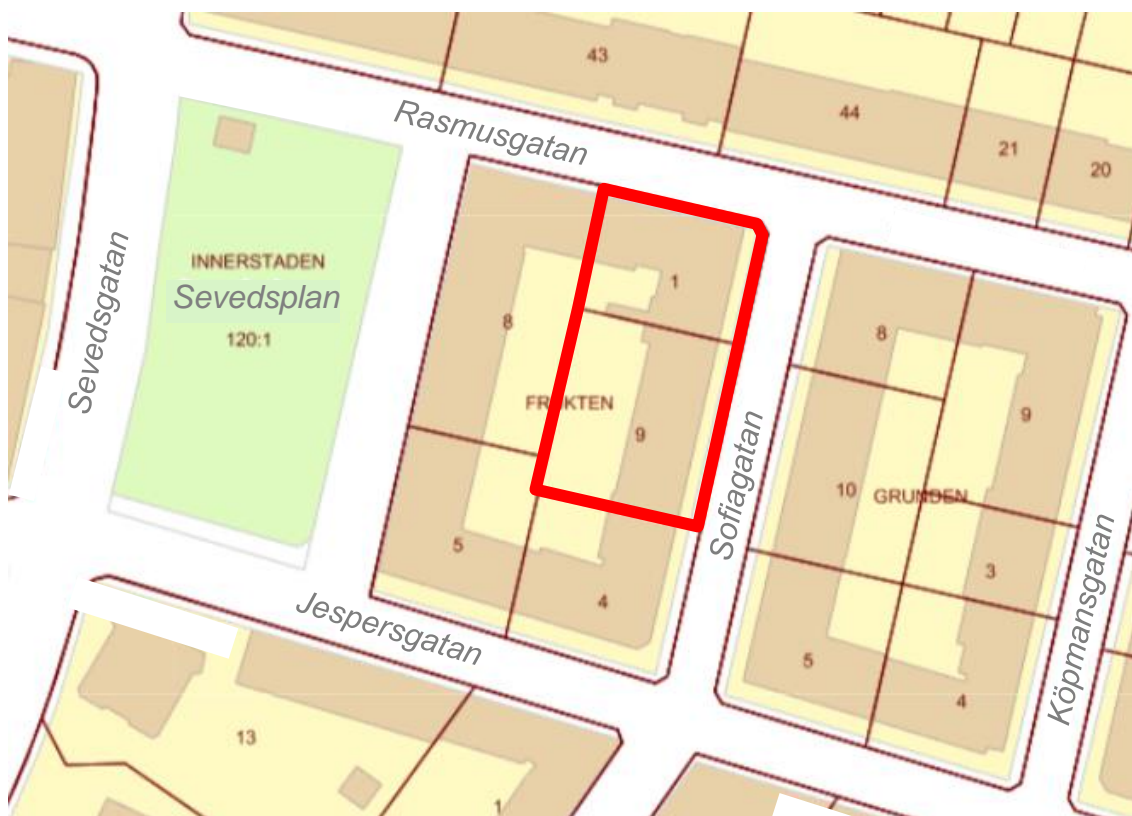 43
Rasmusgatan
44
21
20
INNERSTADEN
Sevedsplan
120:1
Sevedsgatan
1
8
9
FRAKTEN
5
4
Sofiagatan
8
9
10
GRUNDEN
3
5
4
Köpmansgatan
Jespersgatan
13
1